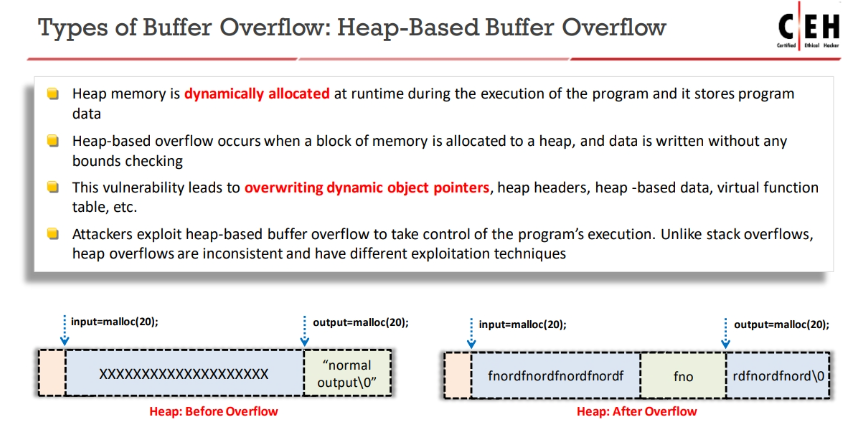 Types of Buffer Overflow: Heap-Based Buffer Overflow
CEH
Certified Ethical Hacker
Heap memory is dynamically allocated at runtime during the execution of the program and it stores program
data
Heap-based overflow occurs when a block of memory is allocated to a heap, and data is written without any
bounds checking
This vulnerability leads to overwriting dynamic object pointers, heap headers, heap -based data, virtual function
table, etc.
Attackers exploit heap-based buffer overflow to take control of the program's execution. Unlike stack overflows,
heap overflows are inconsistent and have different exploitation techniques
input=malloc(20);
output=malloc(20);
XXXXXXXXXXXXXXXXXXXX
“normal
output\0”
Heap: Before Overflow
input=malloc(20);
output=malloc(20);
fnordfnordfnordfnordf
fno
rdfnordfnord\0
Heap: After Overflow